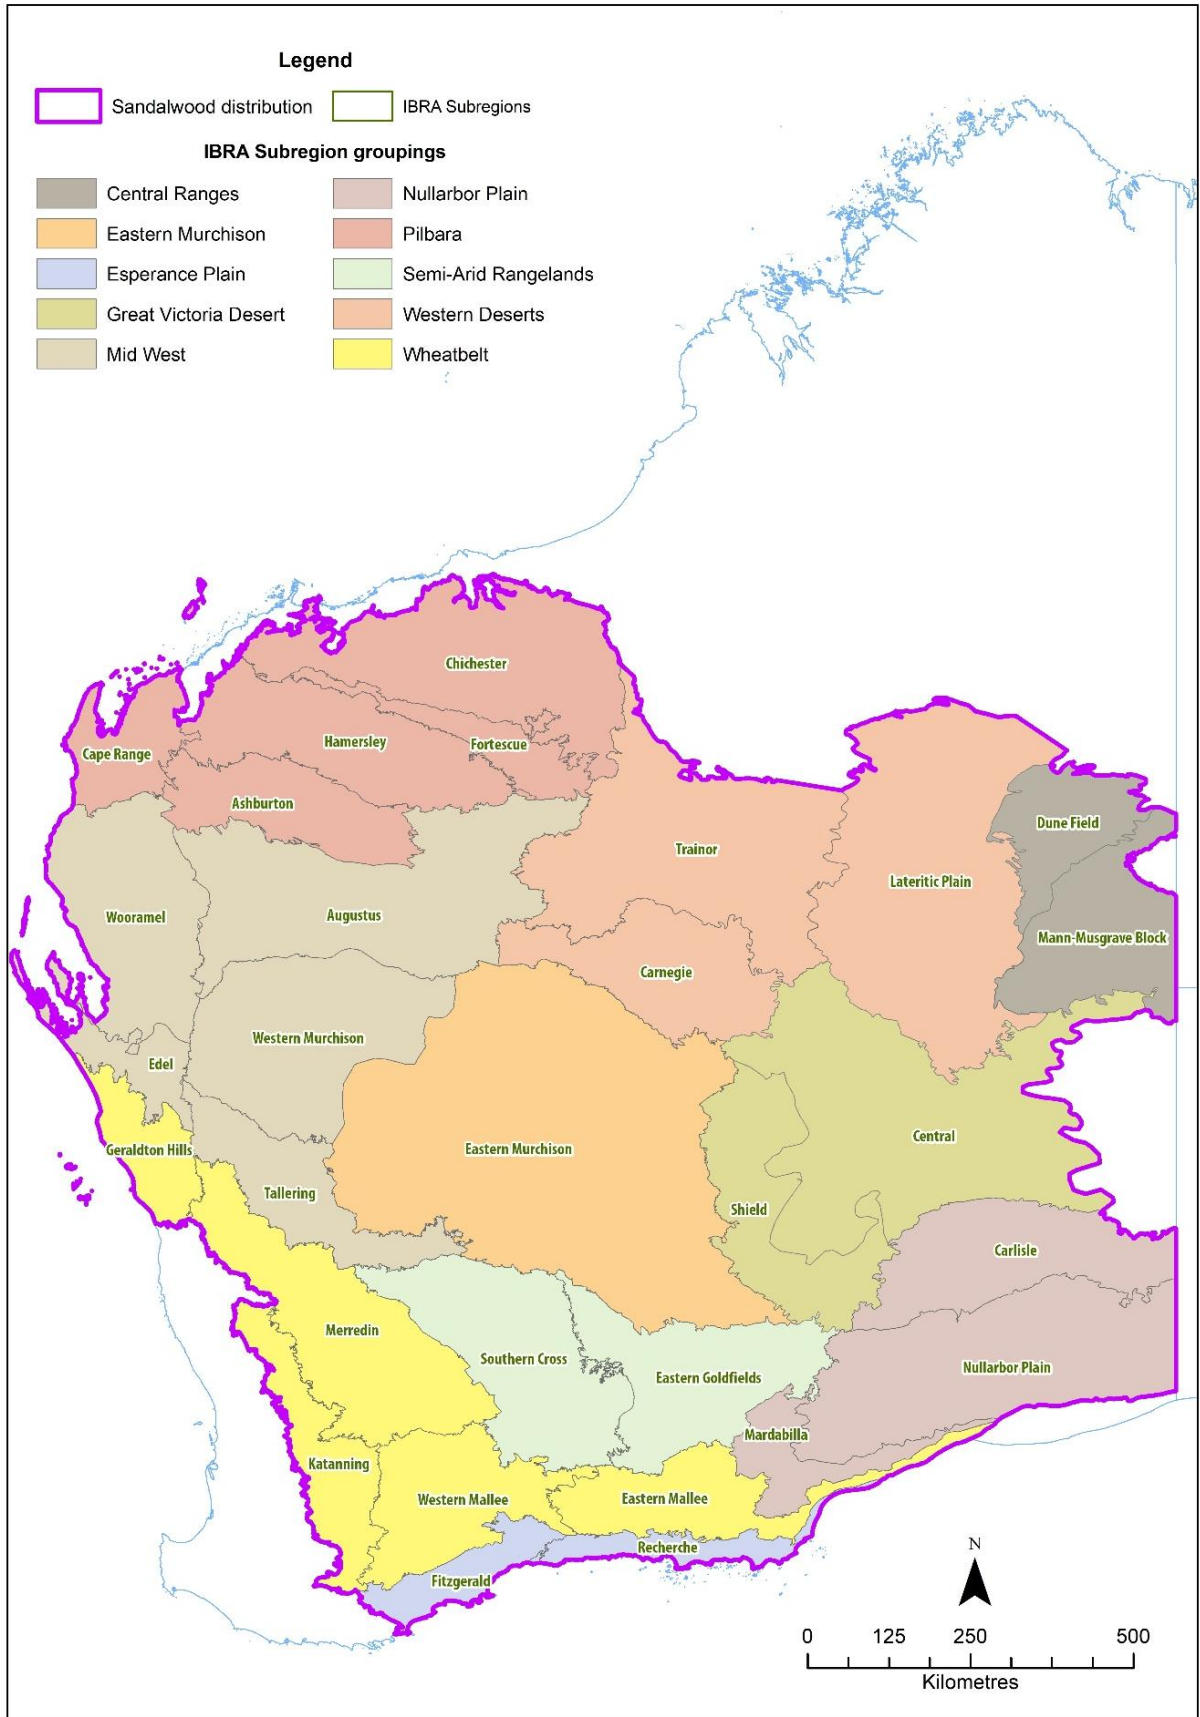 Legend
Sandalwood distribution
IBRA Subregions
IBRA Subregion groupings
Central Ranges
Nullarbor Plain
Eastern Murchison
Pilbara
Esperance Plain
Semi-Arid Rangelands
Great Victoria Desert
Western Deserts
Mid West
Wheatbelt
Chichester
Hamersley
Fortescue
Cape Range
Ashburton
Dune Field
Trainor
Lateritic Plain
Wooramel
Augustus
Mann-Musgrave Block
Carnegie
Western Murchison
Edel
Central
Geraldton Hills
Eastern Murchison
Tallering
Shield
Carlisle
Merredin
Southern Cross
Nullarbor Plain
Eastern Goldfields
Mardabilla
Katanning
Western Mallee
Eastern Mallee
Recherche
Fitzgerald
N
0 125 250 500
Kilometres